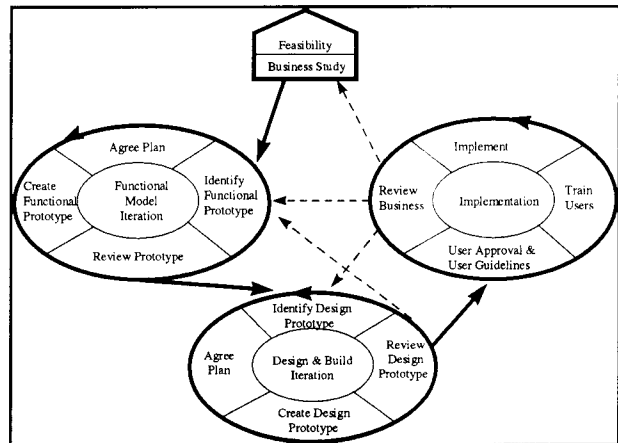 Feasibility
Business Study
Agree Plan
Create
Functional
Prototype
Functional
Model
Iteration
Identify
Functional
Prototype
Review Prototype
Implement
Review
Business
Implementation
Train
Users
User Approval &
User Guidelines
Identify Design
Prototype
Agree
Plan
Design & Build
Iteration
Review
Design
Prototype
Create Design
Prototype